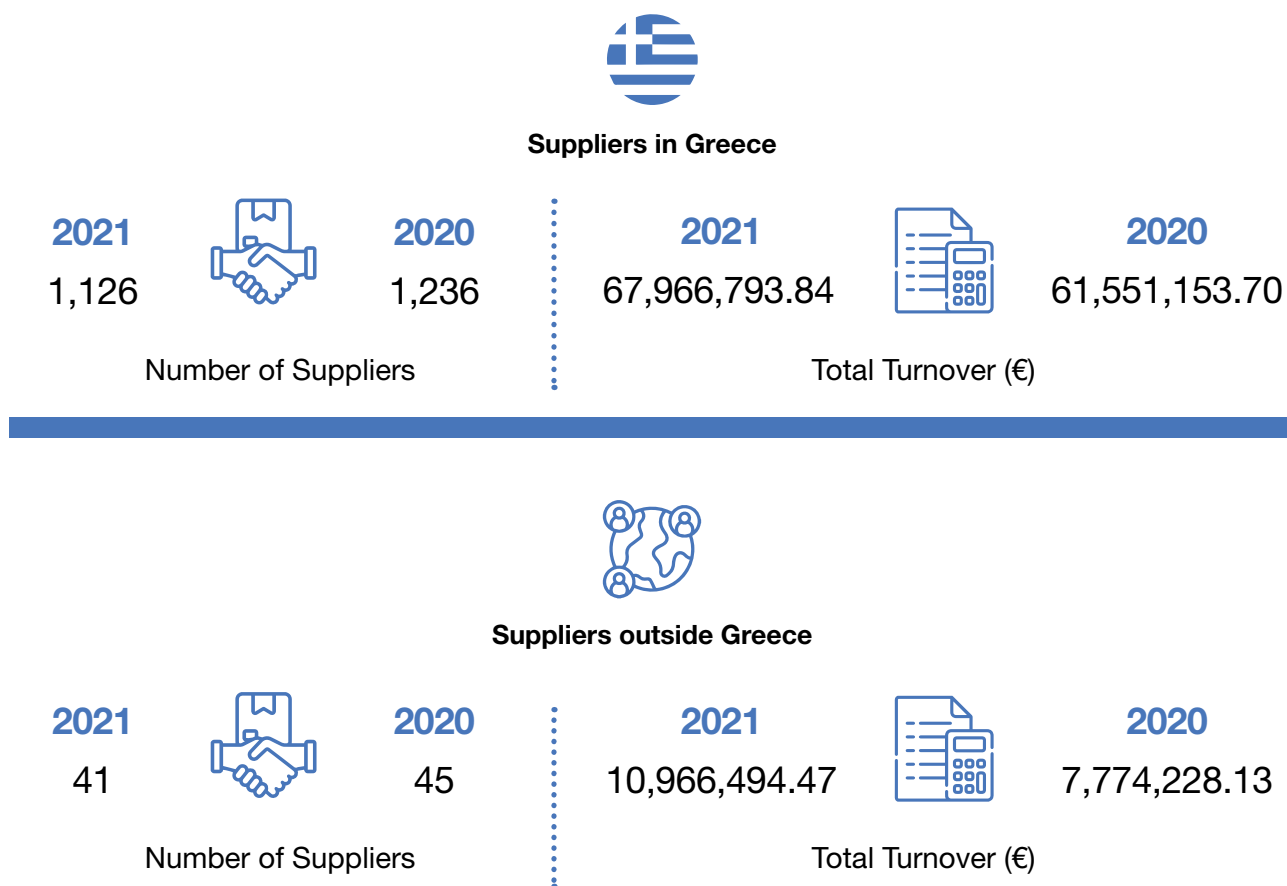 Suppliers in Greece
2021
2020
1,126
1,236
Number of Suppliers
2021
2020
67,966,793.84
61,551,153.70
Total Turnover (€)
Suppliers outside Greece
2021
2020
41
45
Number of Suppliers
2021
2020
10,966,494.47
7,774,228.13
Total Turnover (€)